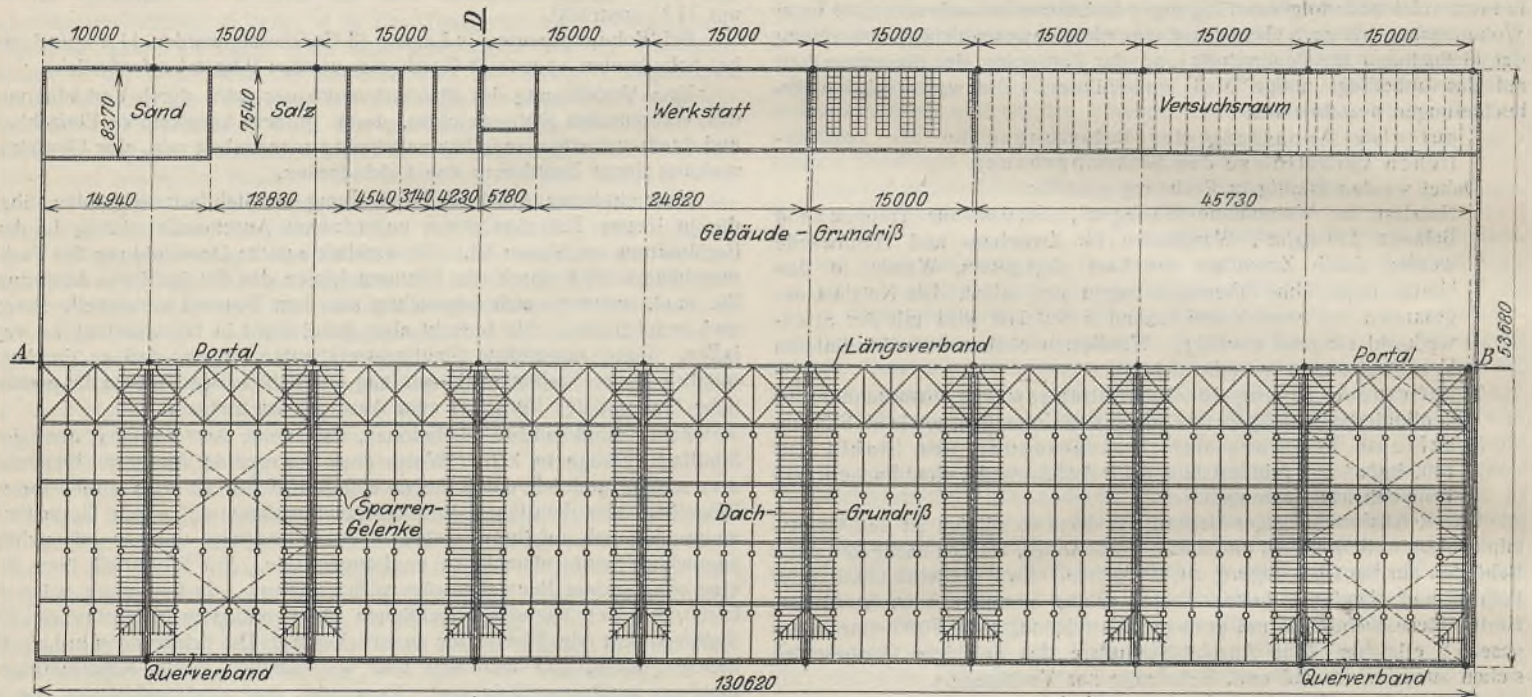 D
10000 15000 15000 15000 15000 15000 15000 15000 15000
8370 Sand 7540 Salz Werkstatt Versuchsraum
14940 12830 4540 3140 4230 5180 24820 15000 45730
Gebäude-Grundriß
53680
A Portal Längsverband Portal B
Sparren- Dach- Grundriß
Gelenke
Querverband Querverband
130620